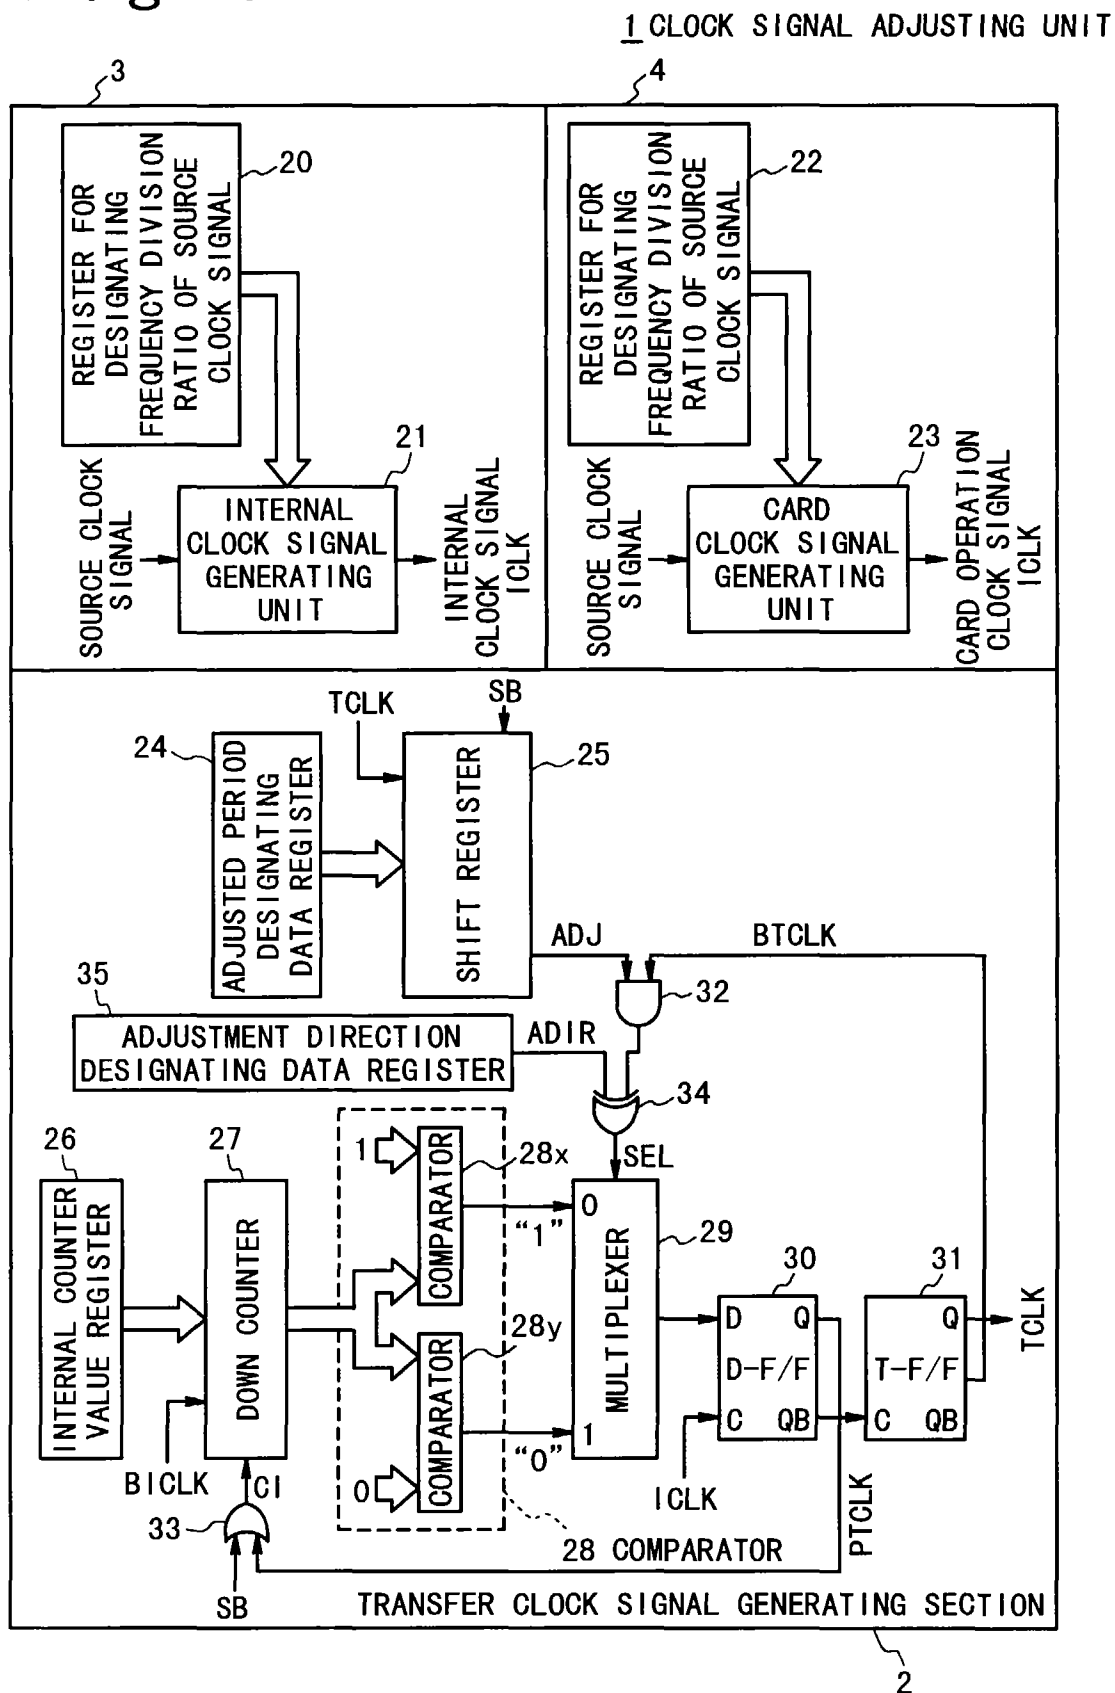 1 CLOCK SIGNAL ADJUSTING UNIT
3
4
REGISTER FOR
DESIGNATING
FREQUENCY DIVISION
RATIO OF SOURCE
CLOCK SIGNAL
20
SOURCE CLOCK
SIGNAL
21
INTERNAL
CLOCK SIGNAL
GENERATING
UNIT
INTERNAL
CLOCK SIGNAL
ICLK
REGISTER FOR
DESIGNATING
FREQUENCY DIVISION
RATIO OF SOURCE
CLOCK SIGNAL
22
SOURCE CLOCK
SIGNAL
23
CARD
CLOCK SIGNAL
GENERATING
UNIT
CARD OPERATION
CLOCK SIGNAL
ICLK
TCLK
SB
24
ADJUSTED PERIOD
DESIGNATING
DATA REGISTER
SHIFT REGISTER
25
ADJ
BTCLK
32
35
ADJUSTMENT DIRECTION
DESIGNATING DATA REGISTER
ADIR
34
SEL
26
INTERNAL COUNTER
VALUE REGISTER
27
DOWN COUNTER
BICLK
CI
33
SB
1
COMPARATOR
28x
"1"
28y
COMPARATOR
0
"0"
28 COMPARATOR
0
MULTIPLEXER
1
29
30
D Q
D-F/F
C QB
ICLK
PTCLK
31
Q
T-F/F
C QB
TCLK
TRANSFER CLOCK SIGNAL GENERATING SECTION
2